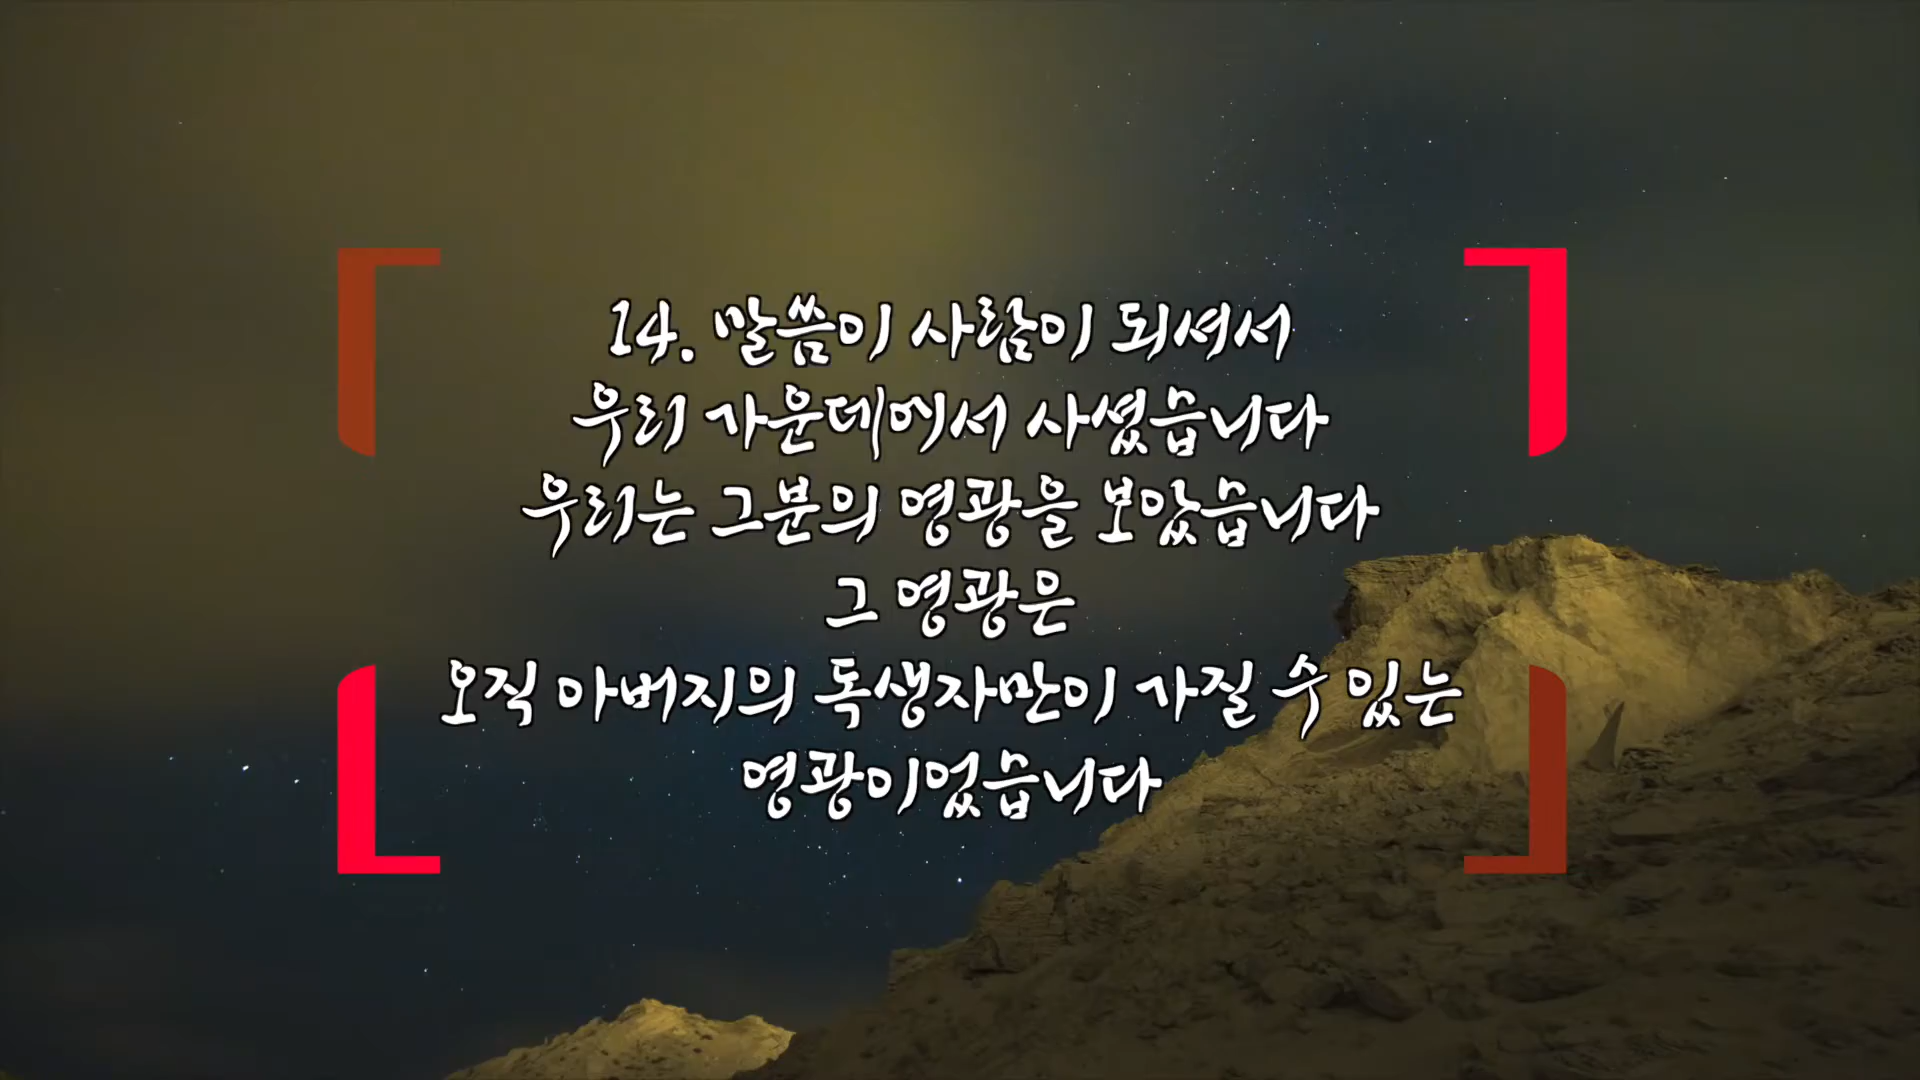 14. 말씀이 사람이 되셔서
우리 가운데에서 사셨습니다
우리는 그분의 영광을 보았습니다
그 영광은
오직 아버지의 독생자만이 가질 수 있는
영광이었습니다